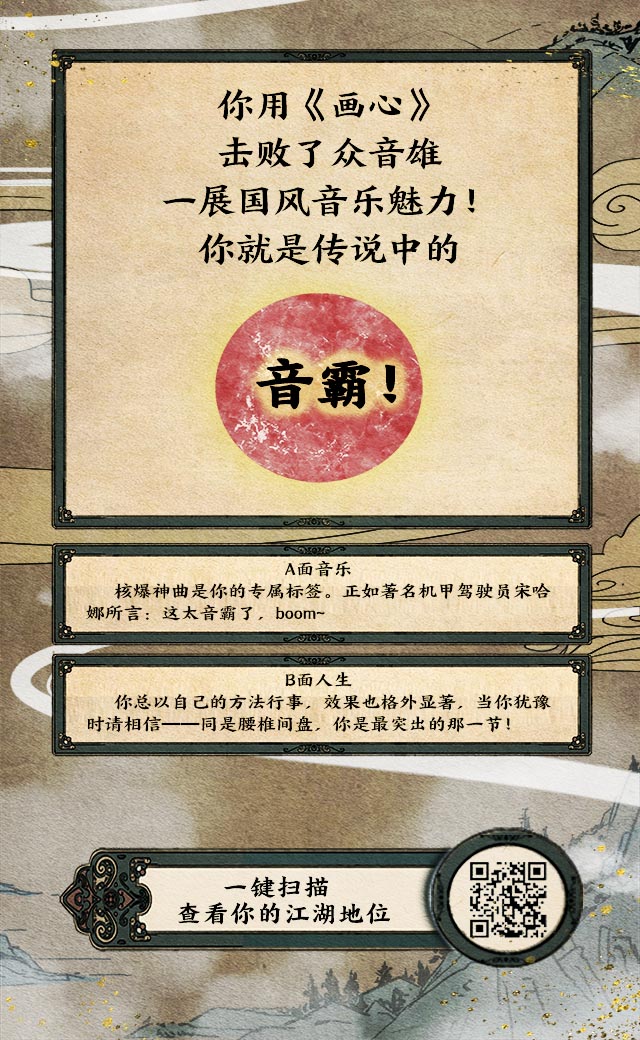 你用《画心》
击败了众音雄
一展国风音乐魅力！
你就是传说中的
音霸！
A面音乐
核爆神曲是你的专属标签。正如著名机甲驾驶员宋哈
娜所言：这太音霸了，boom~
B面人生
你总以自己的方法行事，效果也格外显著，当你犹豫
时请相信——同是腰椎间盘，你是最突出的那一节！
一键扫描
查看你的江湖地位